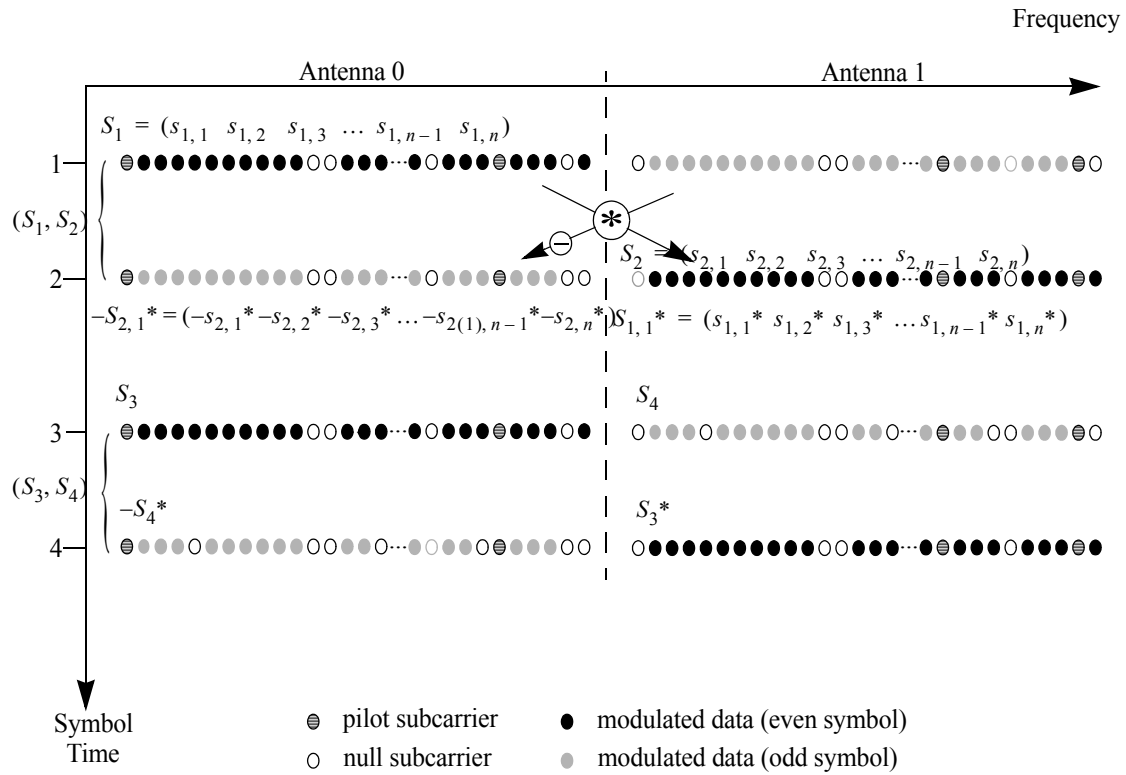 Frequency
Antenna 0 Antenna 1
S1 = (s1, 1 s1, 2 s1, 3 … s1, n – 1 s1, n)
1
(S1, S2)
*
–
S2 = (s2, 1 s2, 2 s2, 3 … s2, n – 1 s2, n)
2
–S2, 1* = (–s2, 1* –s2, 2* –s2, 3* … –s2(1), n – 1* –s2, n*)
S1, 1* = (s1, 1* s1, 2* s1, 3* … s1, n – 1* s1, n*)
S3 S4
3
(S3, S4)
–S4* S3*
4
Symbol
Time
pilot subcarrier
modulated data (even symbol)
null subcarrier
modulated data (odd symbol)